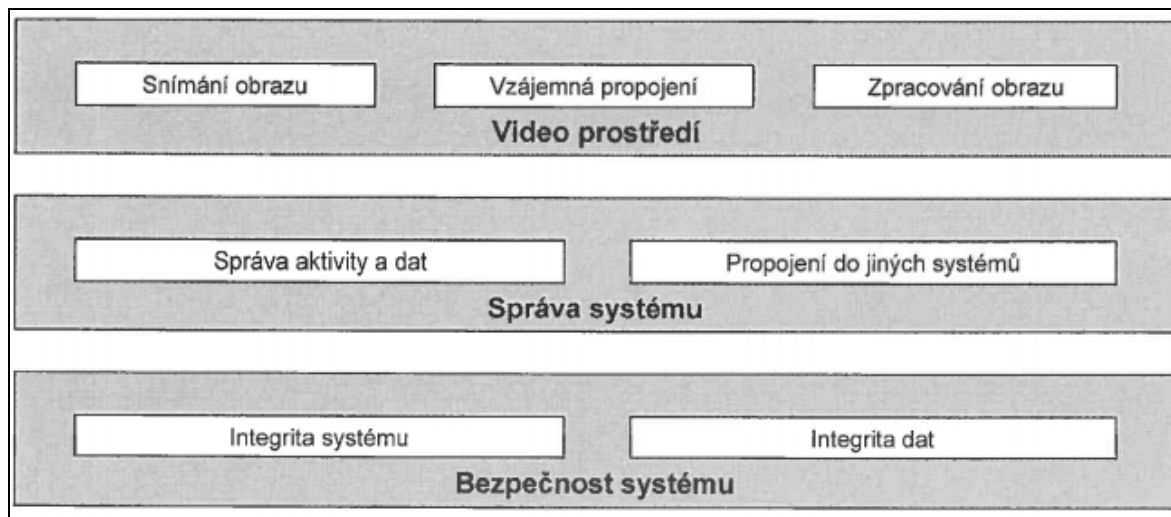 Snímání obrazu
Vzájemná propojení
Zpracování obrazu
Video prostředí
Správa aktivity a dat
Propojení do jiných systémů
Správa systému
Integrita systému
Integrita dat
Bezpečnost systému